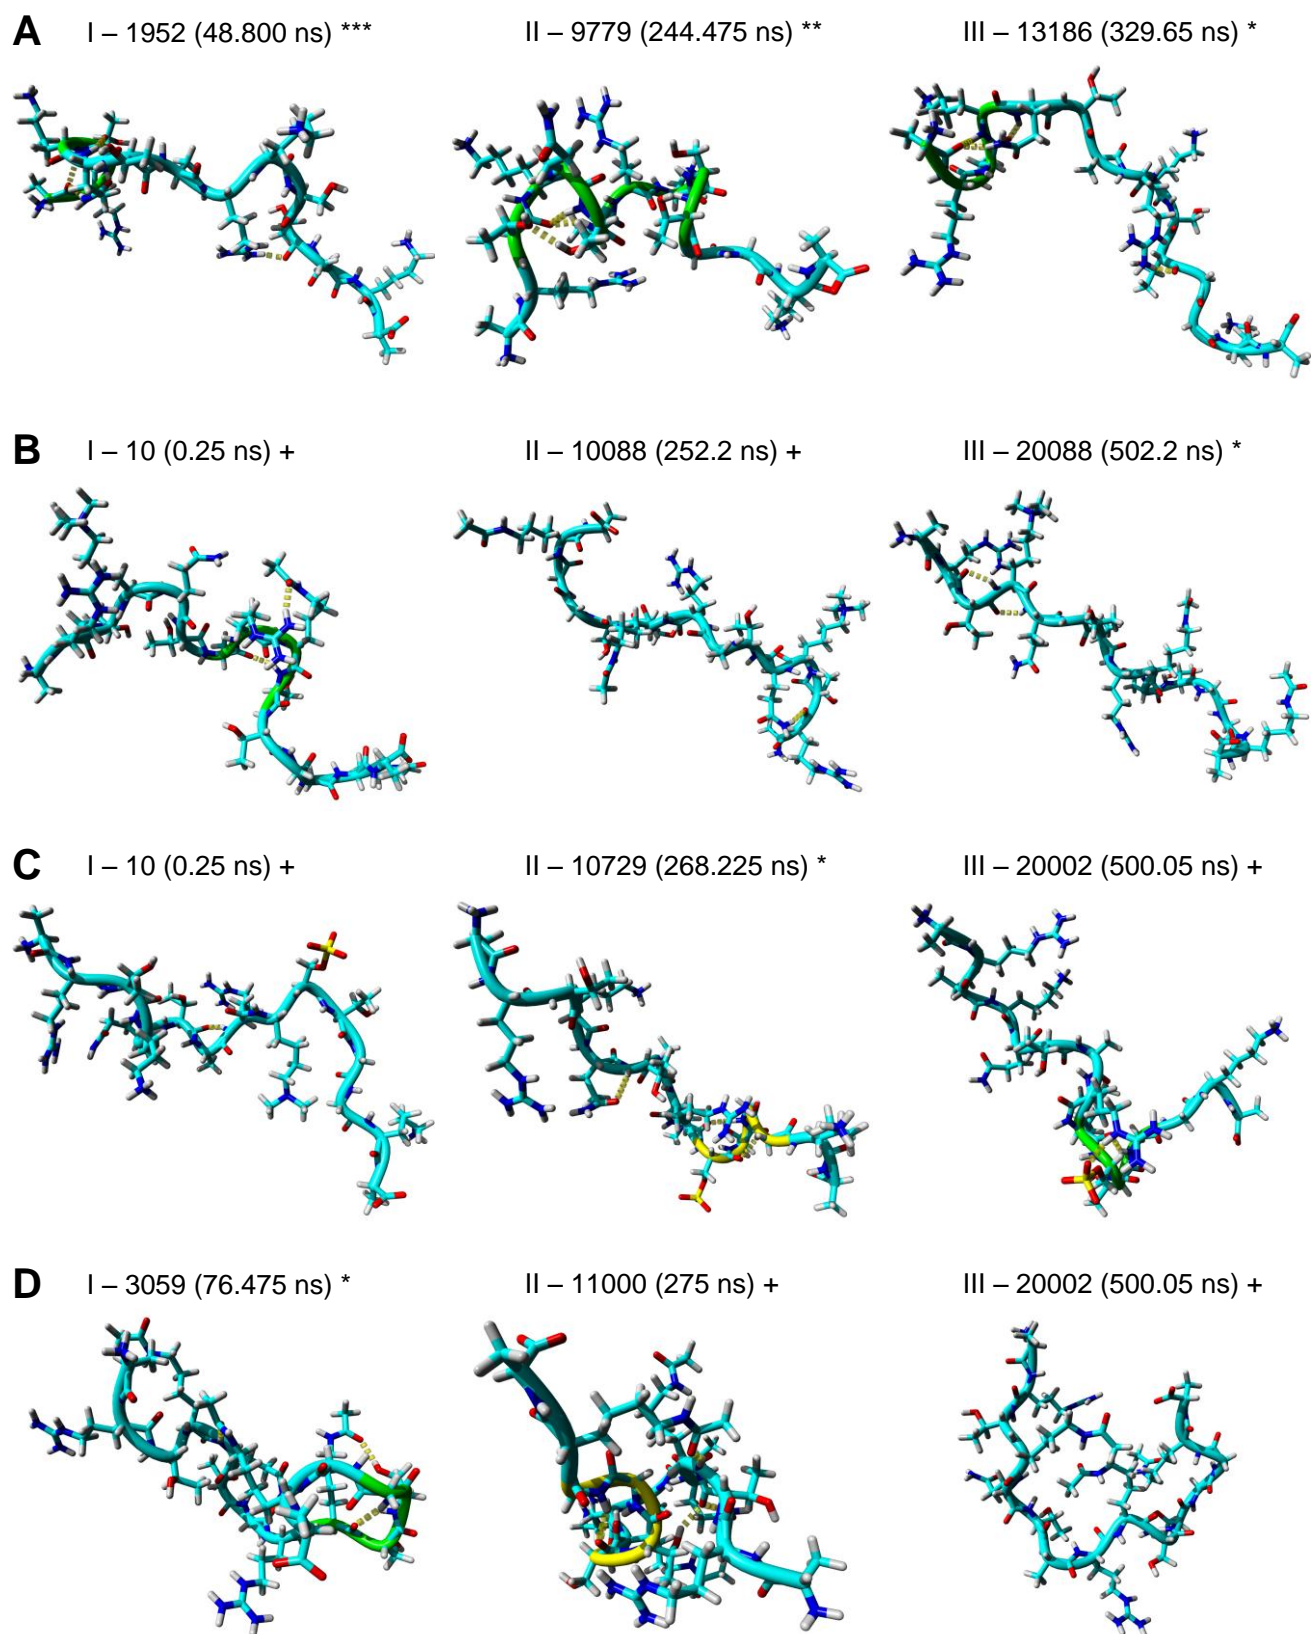 A I – 1952 (48.800 ns) *** II – 9779 (244.475 ns) ** III – 13186 (329.65 ns) *
B I – 10 (0.25 ns) + II – 10088 (252.2 ns) + III – 20088 (502.2 ns) *
C I – 10 (0.25 ns) + II – 10729 (268.225 ns) * III – 20002 (500.05 ns) +
D I – 3059 (76.475 ns) * II – 11000 (275 ns) + III – 20002 (500.05 ns) +